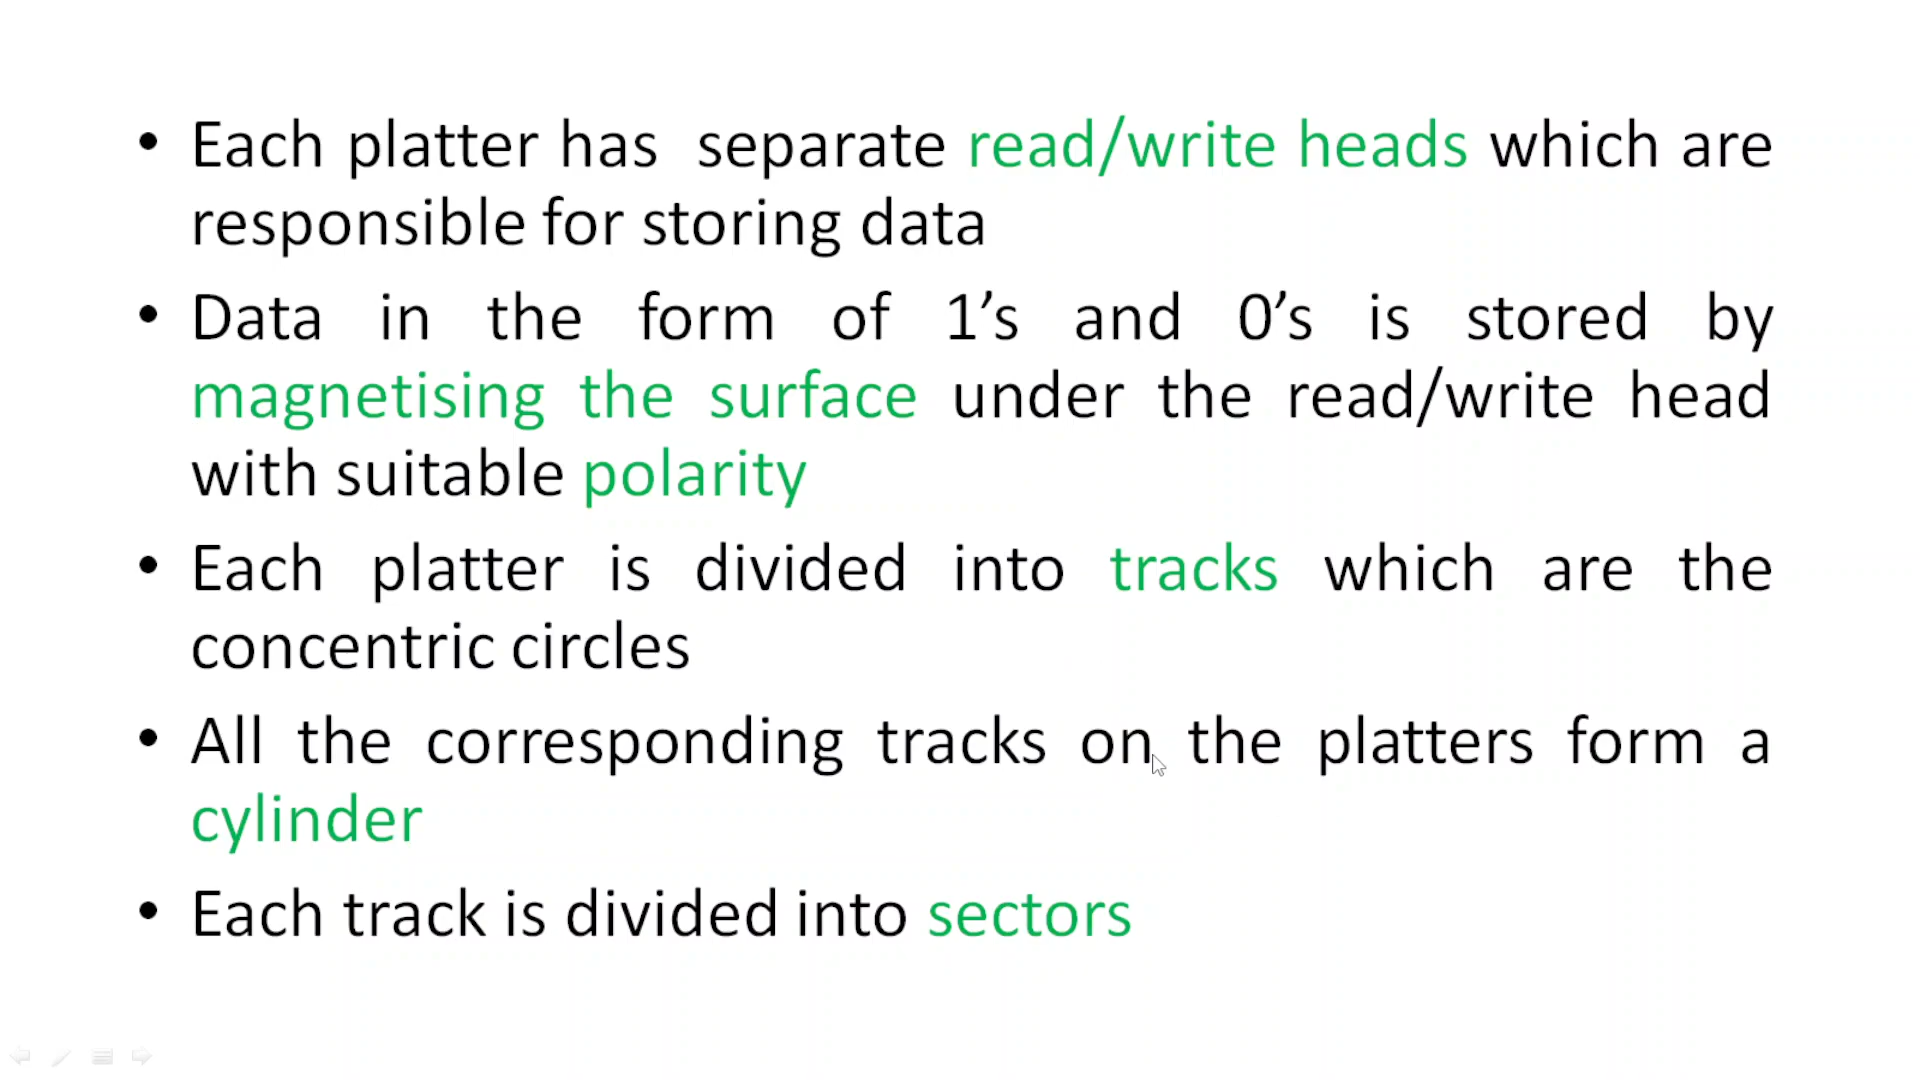 • Each platter has separate read/write heads which are
responsible for storing data
• Data in the form of 1’s and 0’s is stored by
magnetising the surface under the read/write head
with suitable polarity
• Each platter is divided into tracks which are the
concentric circles
• All the corresponding tracks on the platters form a
cylinder
• Each track is divided into sectors